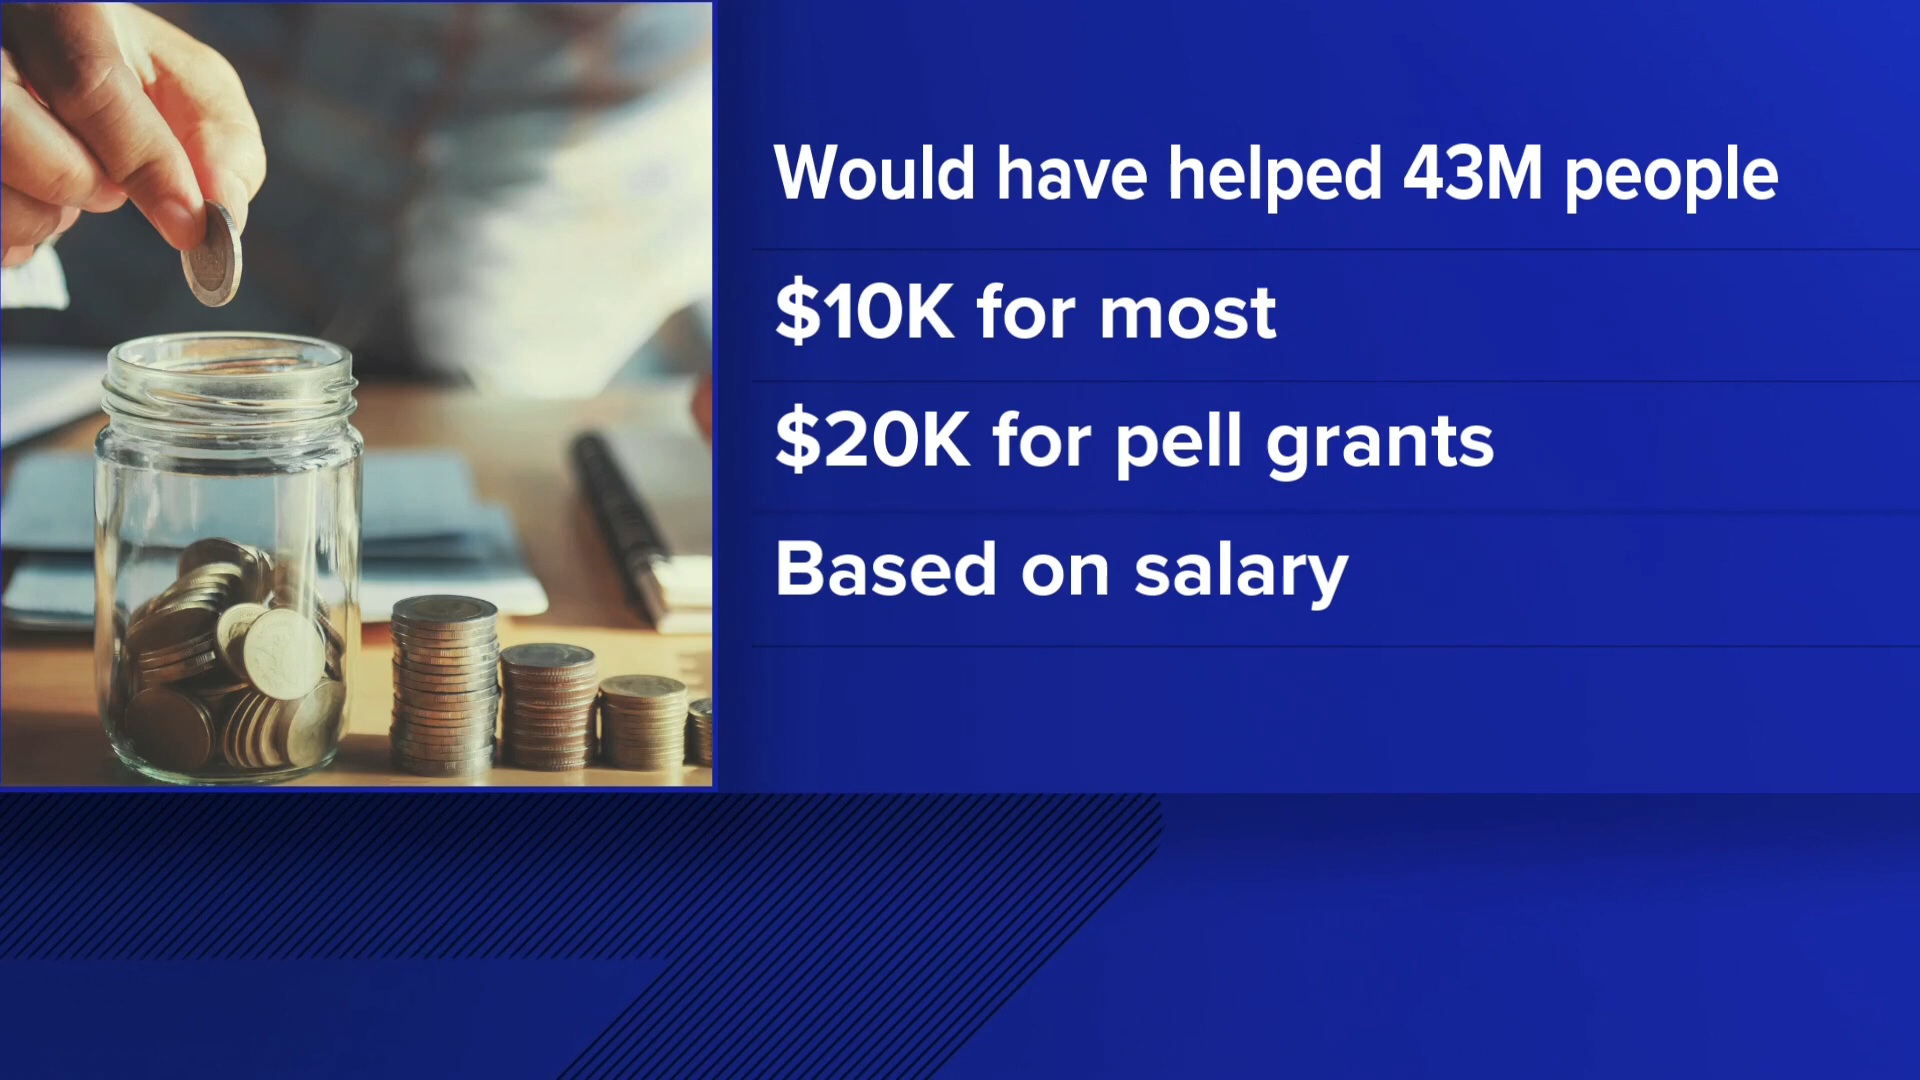 Would have helped 43M people
$10K for most
$20K for pell grants
Based on salary